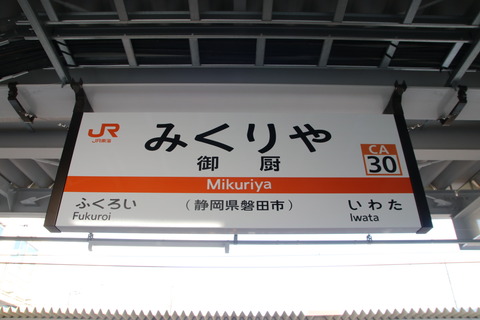 JR
JR東海
みくりや
御厨
Mikuriya
CA
30
ふくろい
Fukuroi
（静岡県磐田市）
いわた
Iwata